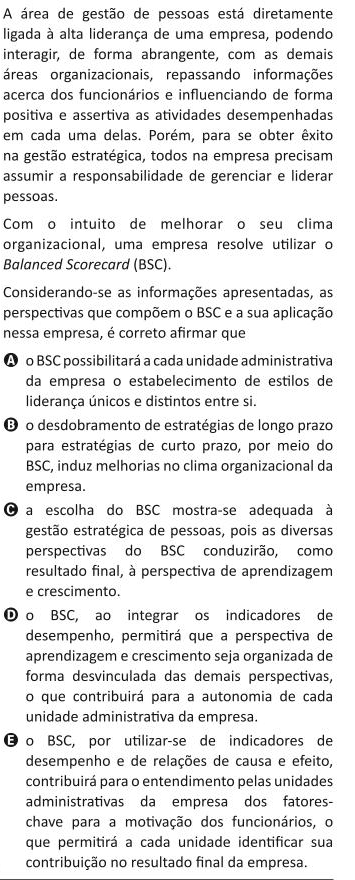 A área de gestão de pessoas está diretamente
ligada à alta liderança de uma empresa, podendo
interagir, de forma abrangente, com as demais
áreas organizacionais, repassando informações
acerca dos funcionários e influenciando de forma
positiva e assertiva as atividades desempenhadas
em cada uma delas. Porém, para se obter êxito
na gestão estratégica, todos na empresa precisam
assumir a responsabilidade de gerenciar e liderar
pessoas.
Com o intuito de melhorar o seu clima
organizacional, uma empresa resolve utilizar o
Balanced Scorecard (BSC).
Considerando-se as informações apresentadas, as
perspectivas que compõem o BSC e a sua aplicação
nessa empresa, é correto afirmar que
A o BSC possibilitará a cada unidade administrativa
da empresa o estabelecimento de estilos de
liderança únicos e distintos entre si.
B o desdobramento de estratégias de longo prazo
para estratégias de curto prazo, por meio do
BSC, induz melhorias no clima organizacional da
empresa.
C a escolha do BSC mostra-se adequada à
gestão estratégica de pessoas, pois as diversas
perspectivas do BSC conduzirão, como
resultado final, à perspectiva de aprendizagem
e crescimento.
D o BSC, ao integrar os indicadores de
desempenho, permitirá que a perspectiva de
aprendizagem e crescimento seja organizada de
forma desvinculada das demais perspectivas,
o que contribuirá para a autonomia de cada
unidade administrativa da empresa.
E o BSC, por utilizar-se de indicadores de
desempenho e de relações de causa e efeito,
contribuirá para o entendimento pelas unidades
administrativas da empresa dos fatores-
chave para a motivação dos funcionários, o
que permitirá a cada unidade identificar sua
contribuição no resultado final da empresa.